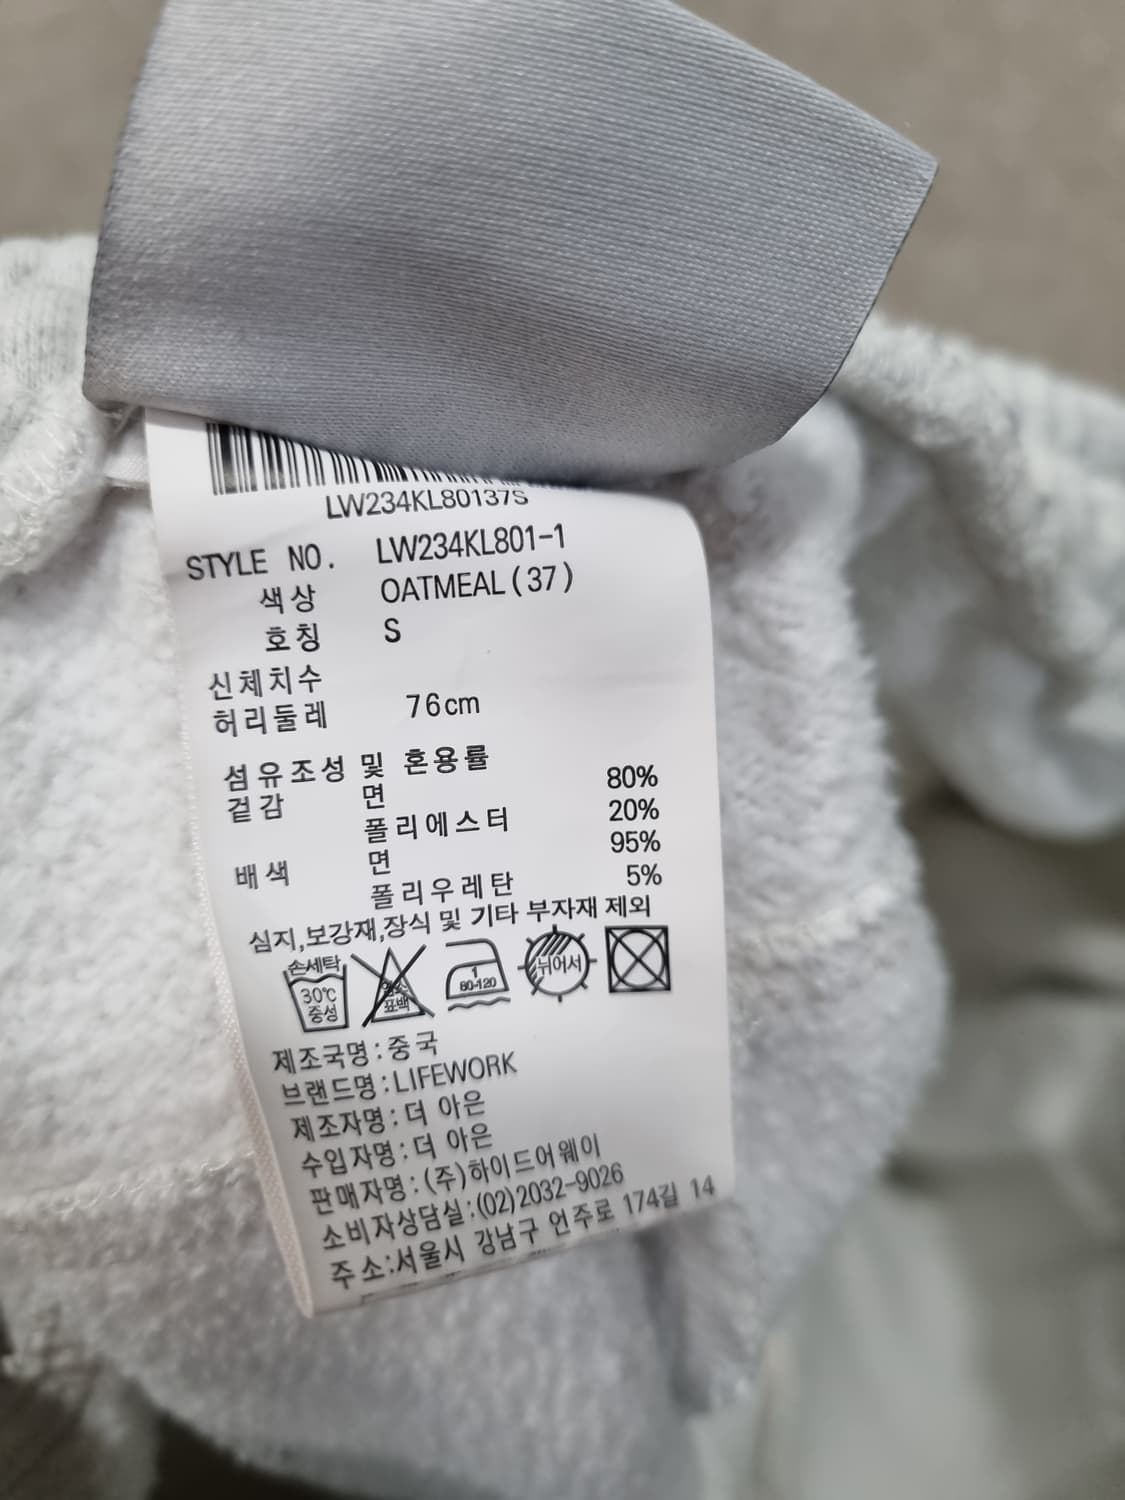 LW234KL80137S
STYLE NO. LW234KL801-1
색상 OATMEAL(37)
호칭 S
신체치수
허리둘레 76cm
섬유조성 및 혼용률
겉감 면 80%
폴리에스터 20%
배색 면 95%
폴리우레탄 5%
심지,보강재,장식 및 기타 부자재 제외
손세탁 30℃ 중성
염소 표백
1 80-120
뉘어서
제조국명:중국
브랜드명:LIFEWORK
제조자명:더 아은
수입자명:더 아은
판매자명:(주)하이드어웨이
소비자상담실:(02)2032-9026
주소:서울시 강남구 언주로 174길 14